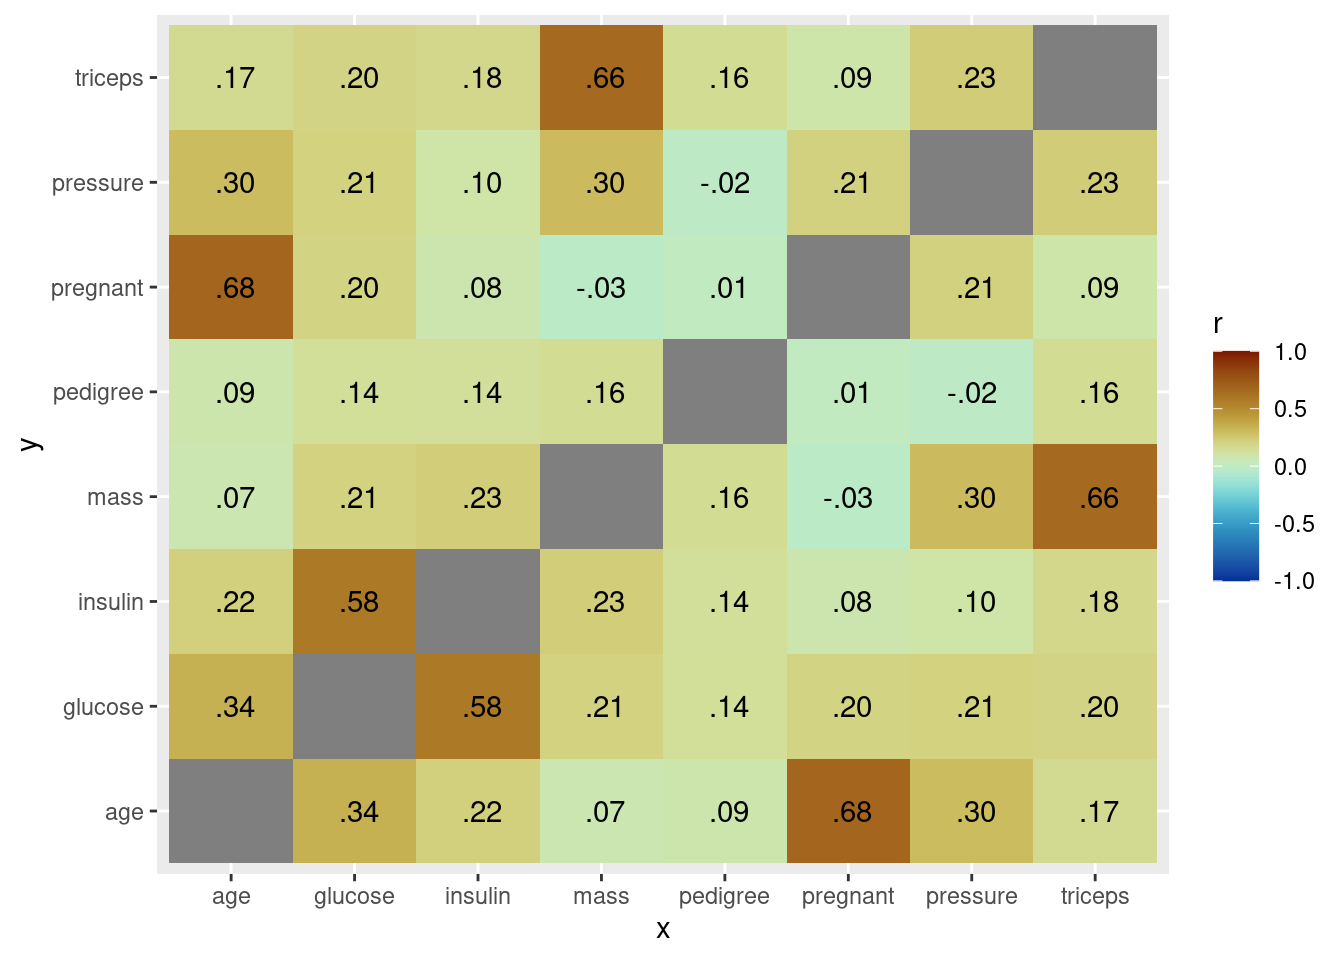 triceps .17 .20 .18 .66 .16 .09 .23
pressure .30 .21 .10 .30 -.02 .21 .23
pregnant .68 .20 .08 -.03 .01 .21 .09
pedigree .09 .14 .14 .16 .01 -.02 .16
mass .07 .21 .23 .16 -.03 .30 .66
insulin .22 .58 .23 .14 .08 .10 .18
glucose .34 .58 .21 .14 .20 .21 .20
age .34 .22 .07 .09 .68 .30 .17
age glucose insulin mass pedigree pregnant pressure triceps
x
y
r
1.0
0.5
0.0
-0.5
-1.0